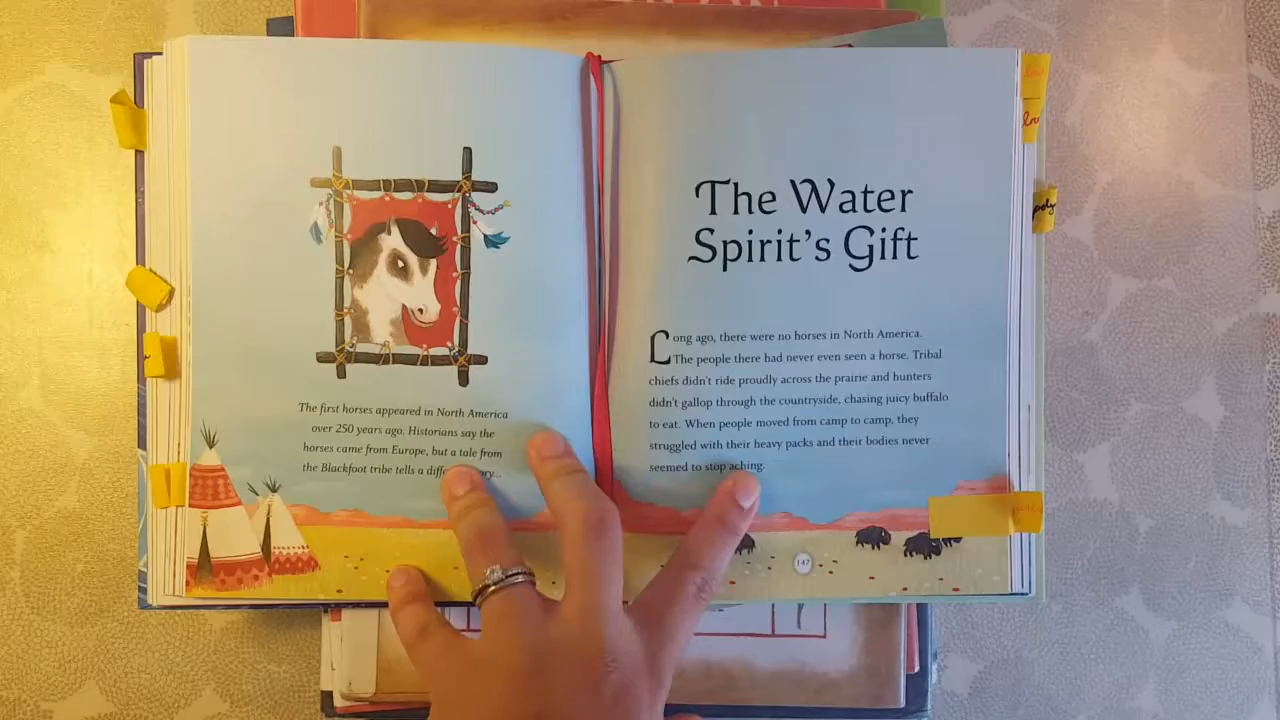 The first horses appeared in North America
over 250 years ago. Historians say the
horses came from Europe, but a tale from
the Blackfoot tribe tells a
The Water
Spirit's Gift
Long ago, there were no horses in North America.
The people there had never even seen a horse. Tribal
chiefs didn't ride proudly across the prairie and hunters
didn't gallop through the countryside, chasing juicy buffalo
to eat. When people moved from camp to camp, they
struggled with their heavy packs and their bodies never
seemed to stop aching.
147